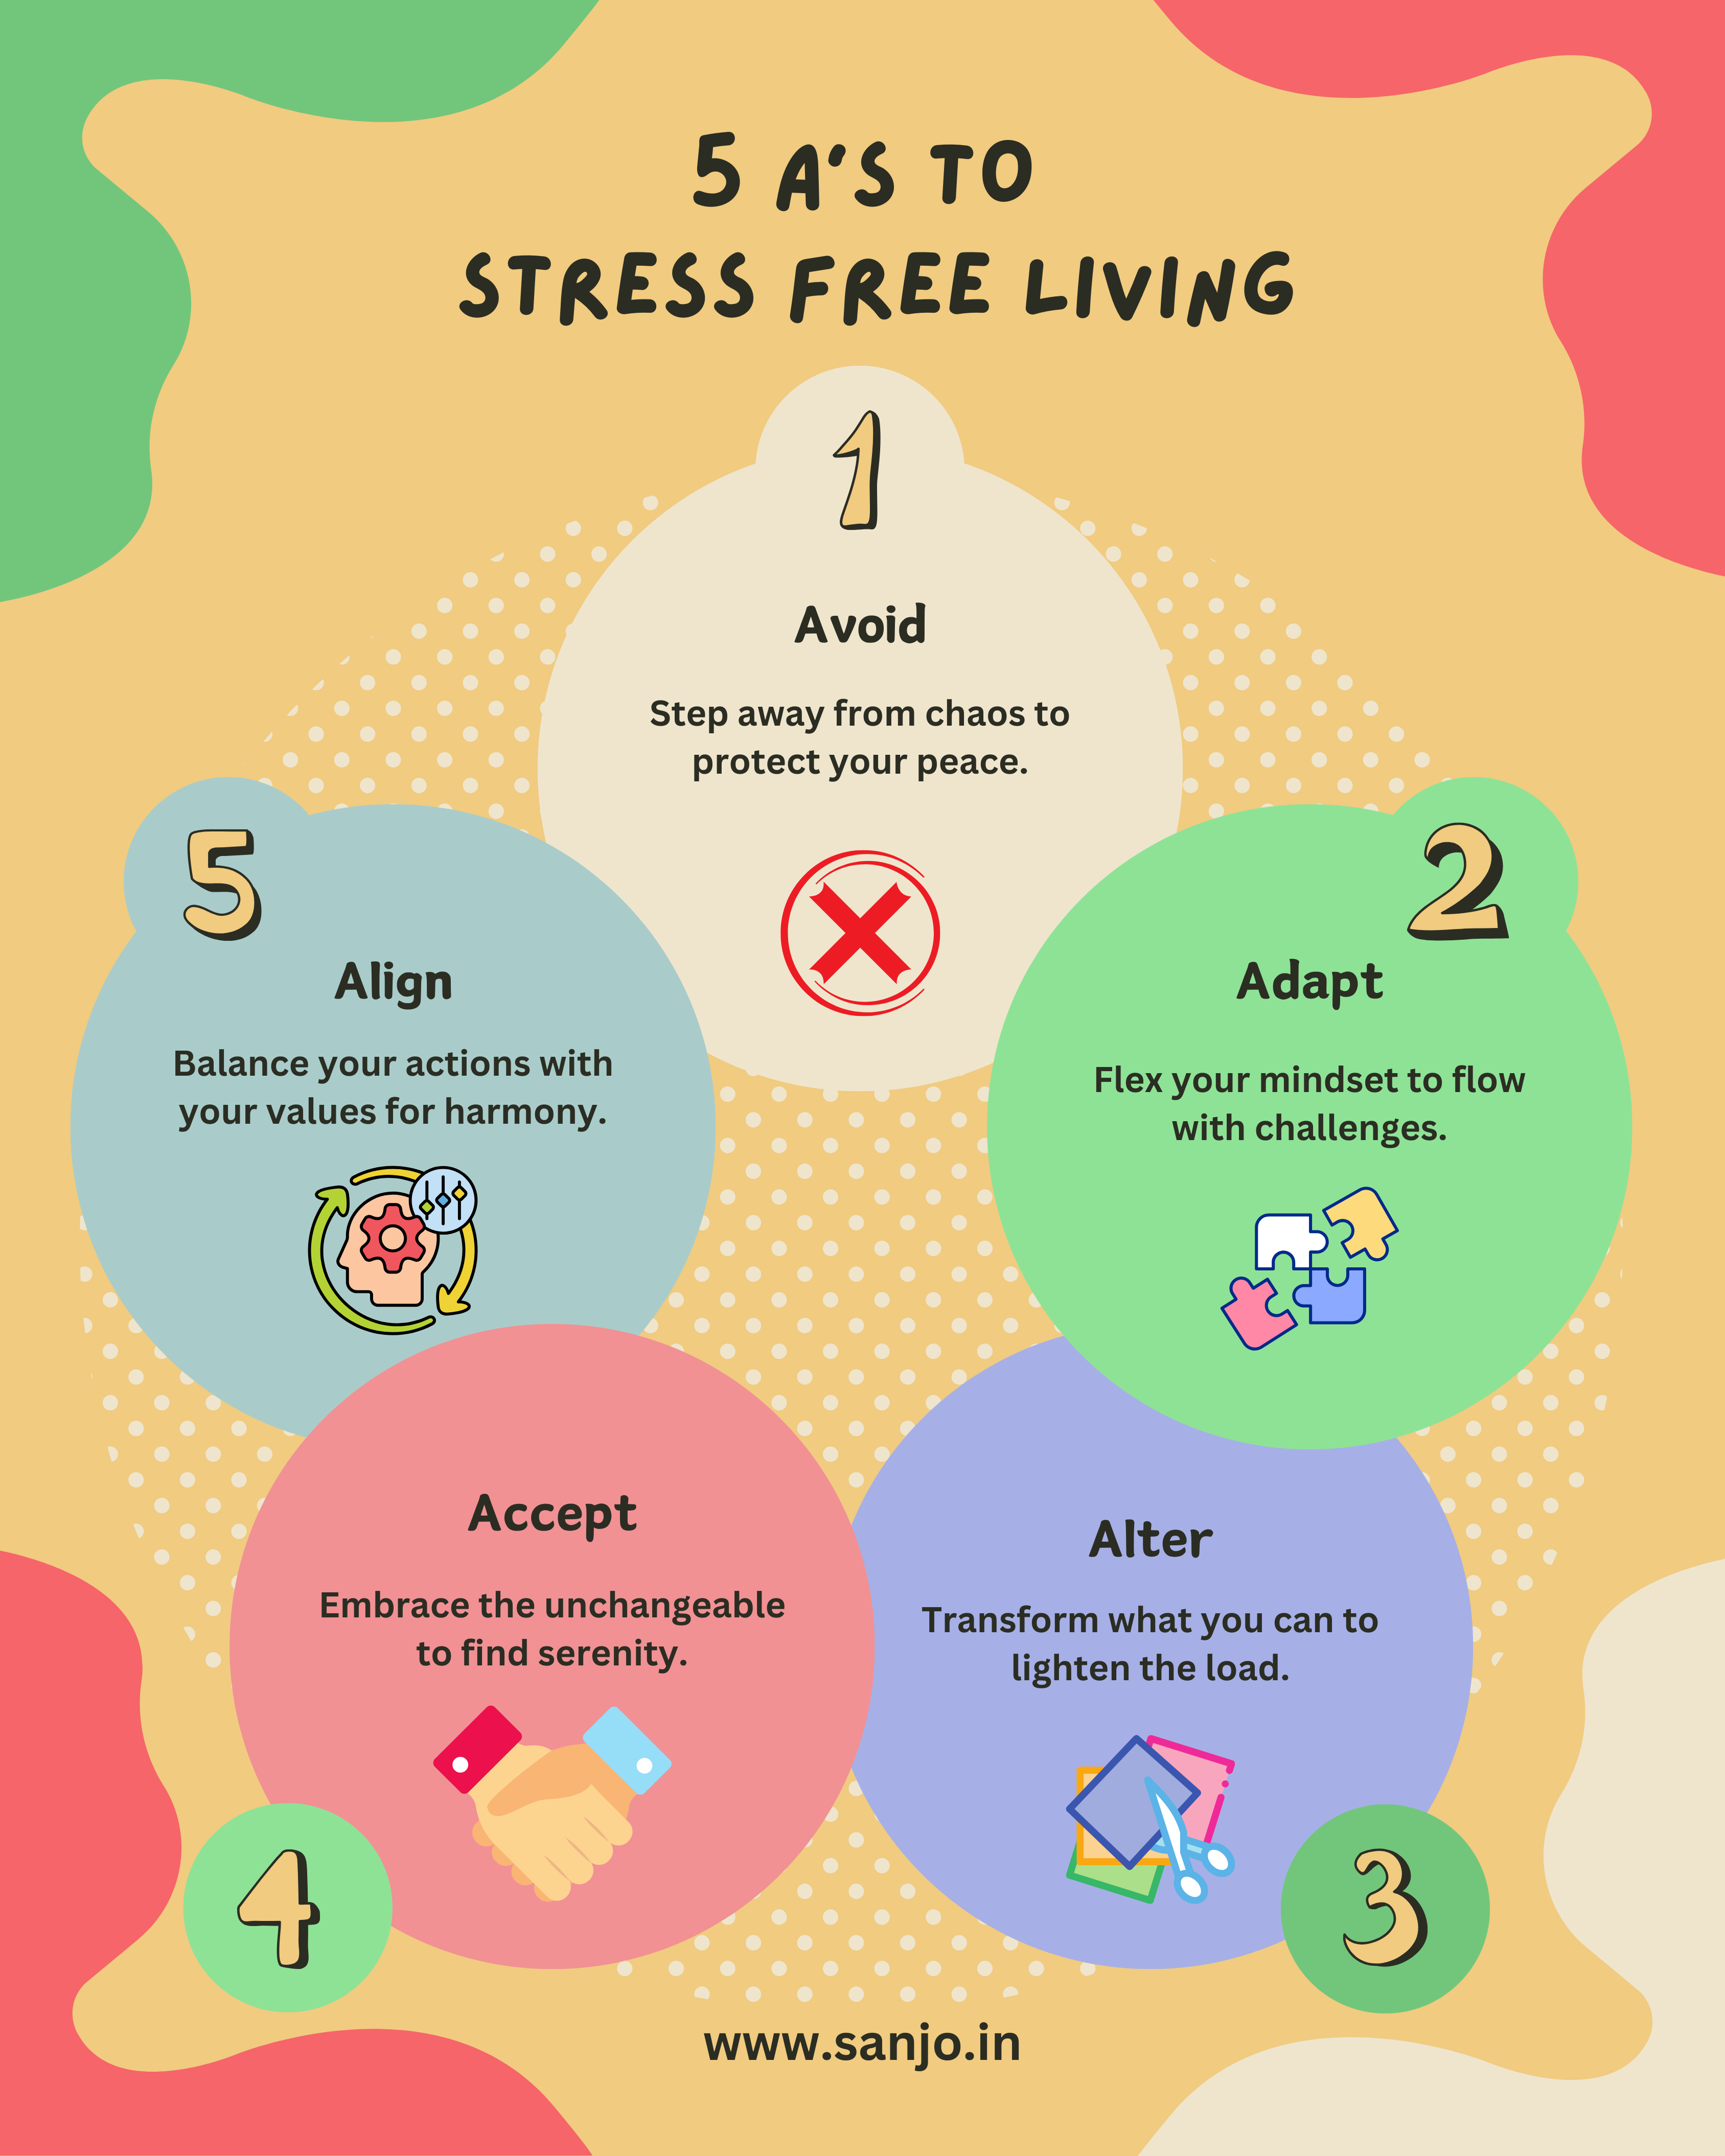 5 A'S TO
STRESS FREE LIVING
1
Avoid
Step away from chaos to
protect your peace.
2
Adapt
Flex your mindset to flow
with challenges.
3
Alter
Transform what you can to
lighten the load.
4
Accept
Embrace the unchangeable
to find serenity.
5
Align
Balance your actions with
your values for harmony.
www.sanjo.in